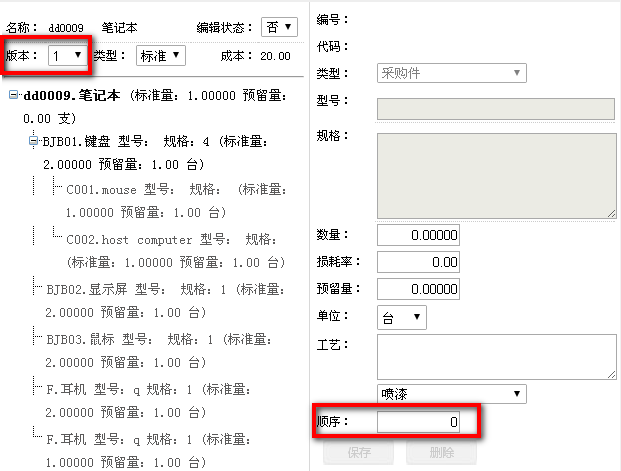 名称： dd0009 笔记本 编辑状态： 否
版本： 1 类型： 标准 成本： 20.00
dd0009.笔记本 (标准量：1.00000 预留量：
0.00 支)
BJB01.键盘 型号： 规格：4 (标准量：
2.00000 预留量：1.00 台)
C001.mouse 型号： 规格： (标准量：
1.00000 预留量：1.00 台)
C002.host computer 型号： 规格：
(标准量：1.00000 预留量：1.00 台)
BJB02.显示屏 型号： 规格：1 (标准量：
2.00000 预留量：1.00 台)
BJB03.鼠标 型号： 规格：1 (标准量：
2.00000 预留量：1.00 台)
F.耳机 型号：q 规格：1 (标准量：
2.00000 预留量：1.00 台)
F.耳机 型号：q 规格：1 (标准量：
1.00000 预留量：1.00 台)
编号：
代码：
类型： 采购件
型号：
规格：
数量： 0.00000
损耗率： 0.00
预留量： 0.00000
单位： 台
工艺：
喷漆
顺序： 0
保存 删除